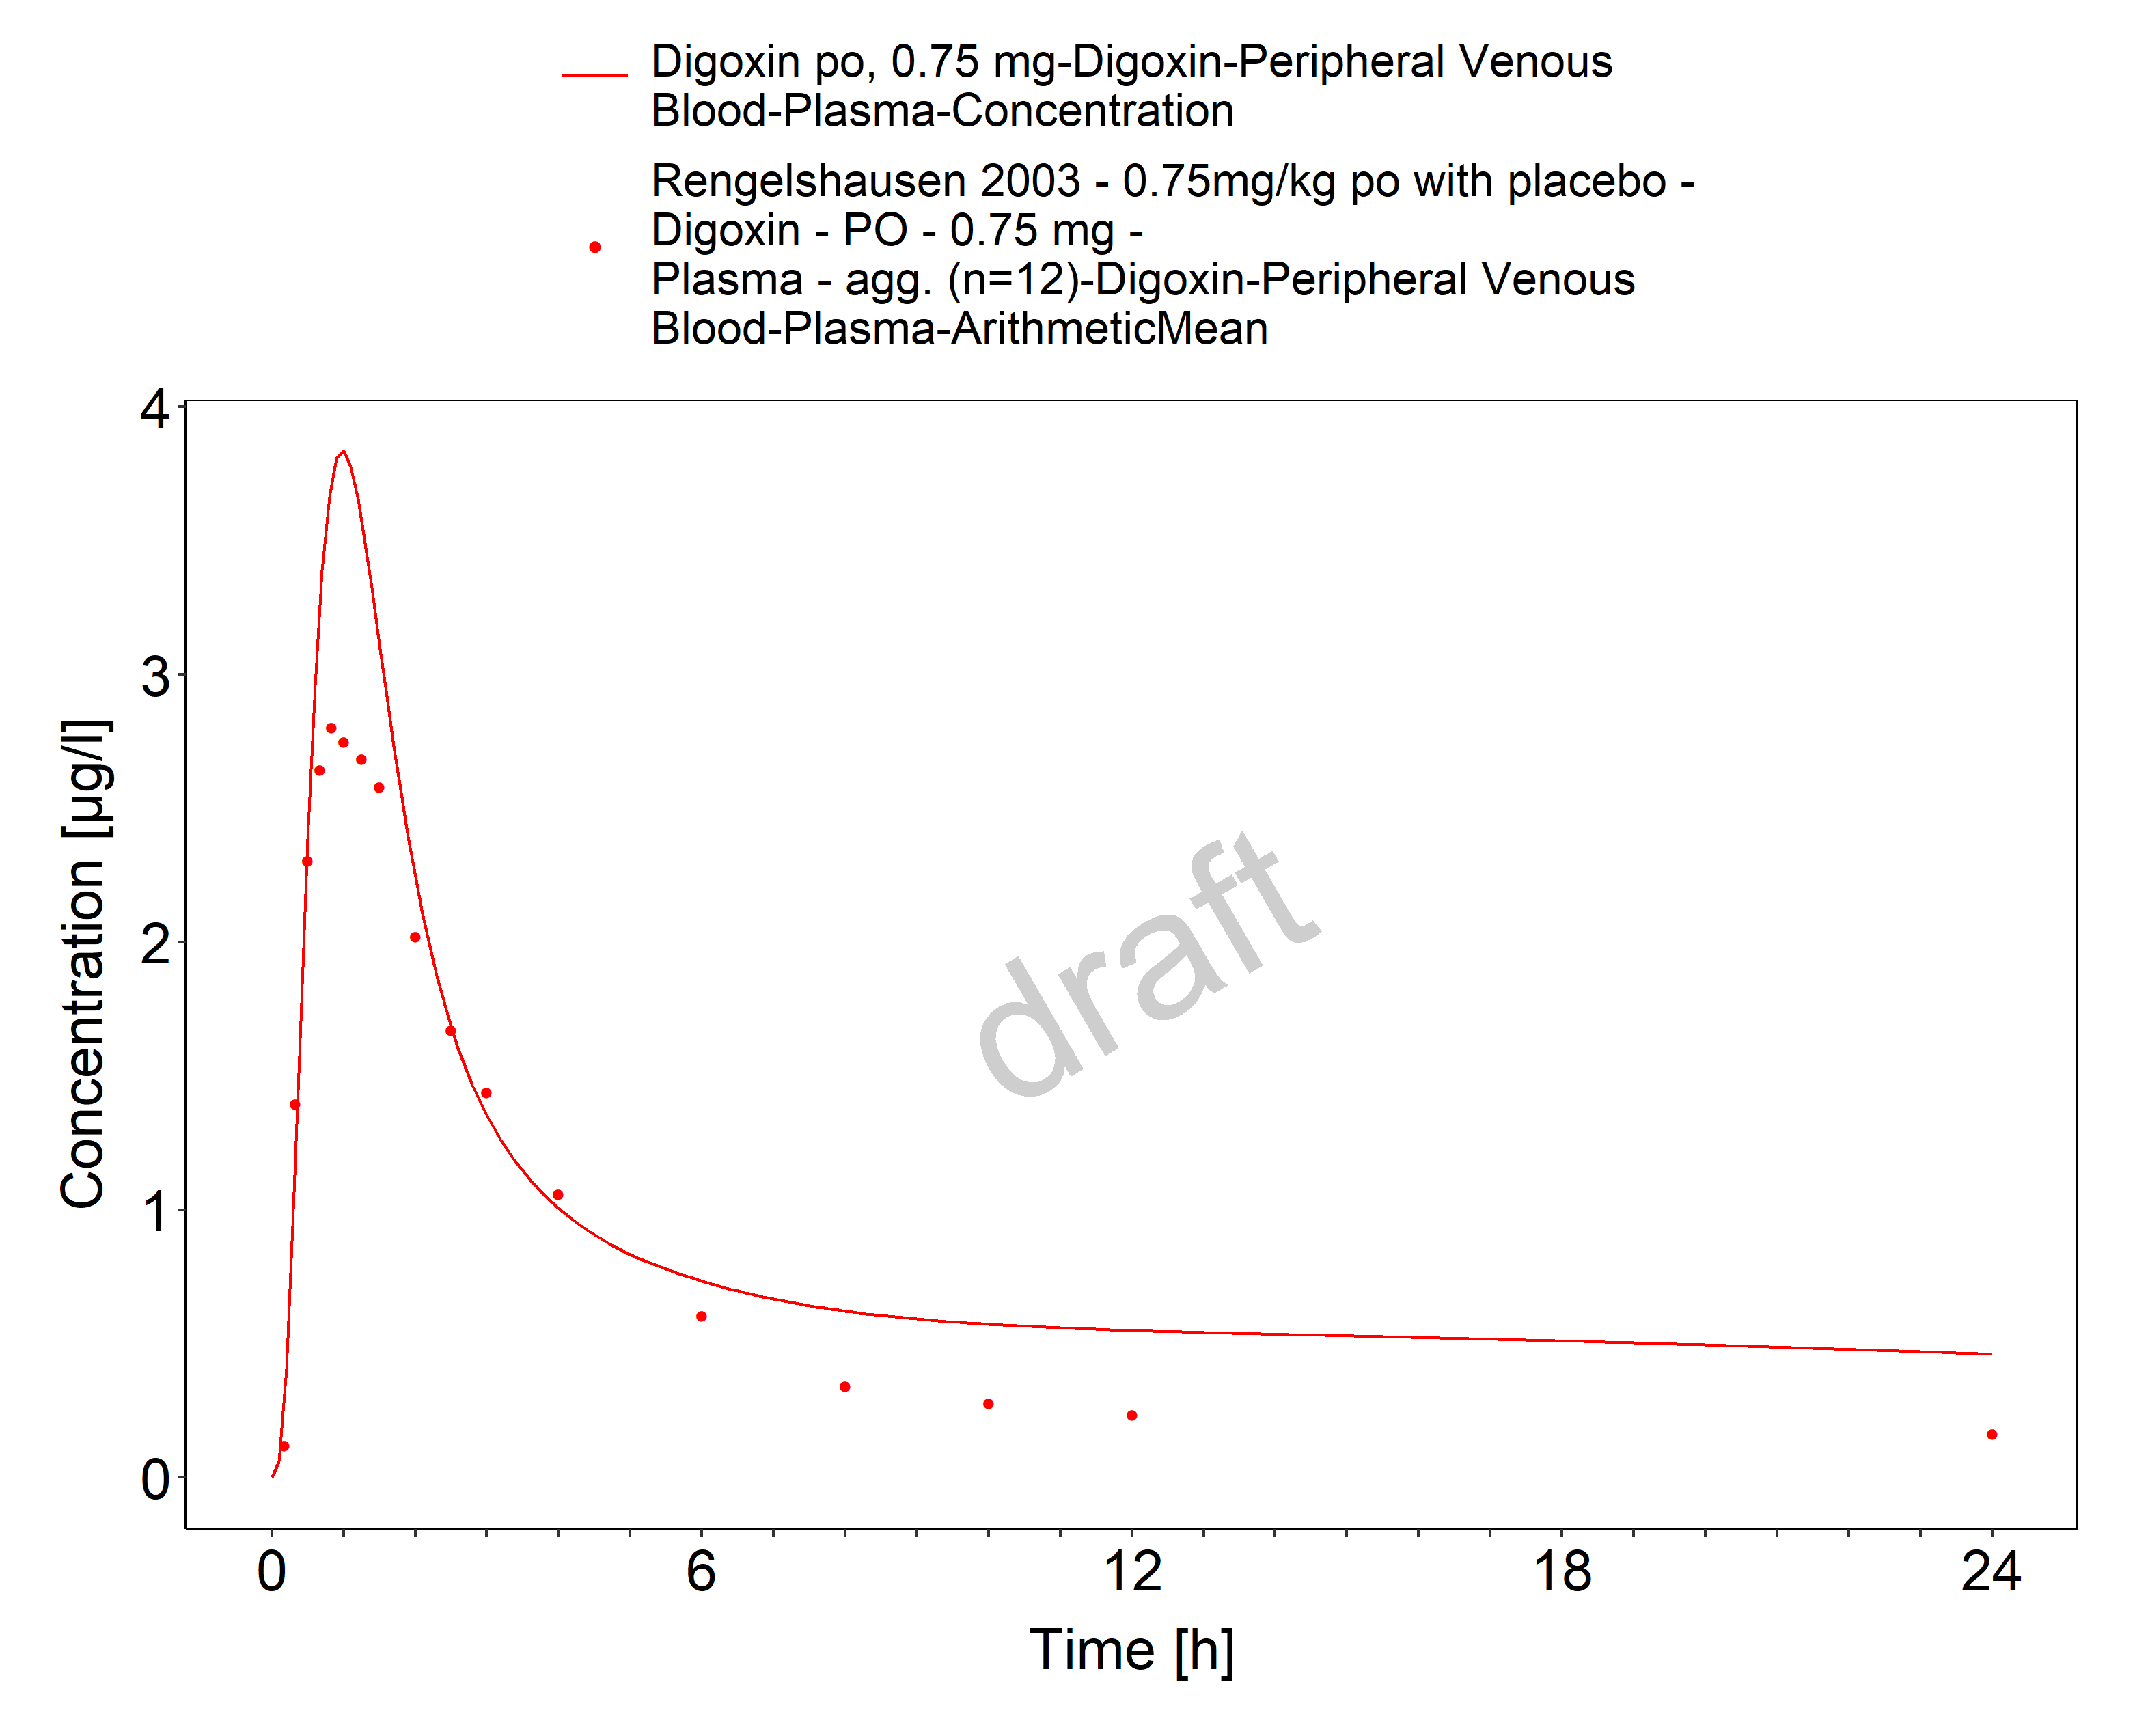 Digoxin po, 0.75 mg-Digoxin-Peripheral Venous
Blood-Plasma-Concentration
Rengelshausen 2003 - 0.75mg/kg po with placebo -
Digoxin - PO - 0.75 mg -
Plasma - agg. (n=12)-Digoxin-Peripheral Venous
Blood-Plasma-ArithmeticMean
4
3
2
1
0
Concentration [µg/l]
draft
0 6 12 18 24
Time [h]